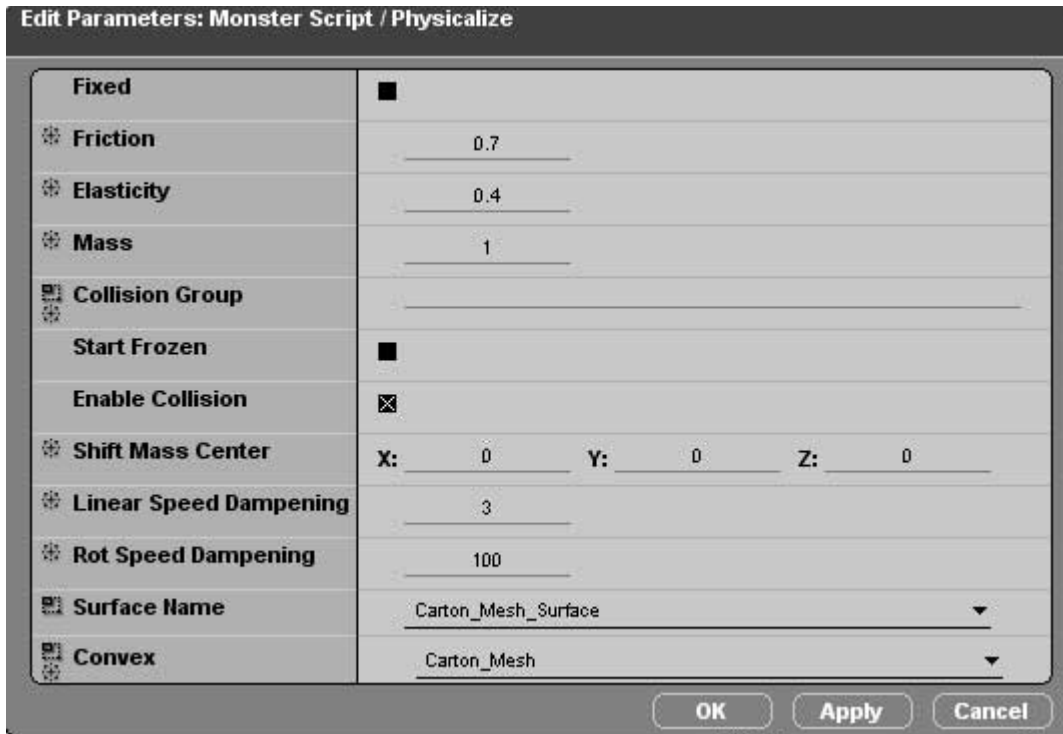 Edit Parameters: Monster Script / Physicalize
Fixed
Friction 0.7
Elasticity 0.4
Mass 1
Collision Group
Start Frozen
Enable Collision
Shift Mass Center X: 0 Y: 0 Z: 0
Linear Speed Dampening 3
Rot Speed Dampening 100
Surface Name Carton_Mesh_Surface
Convex Carton_Mesh
OK Apply Cancel